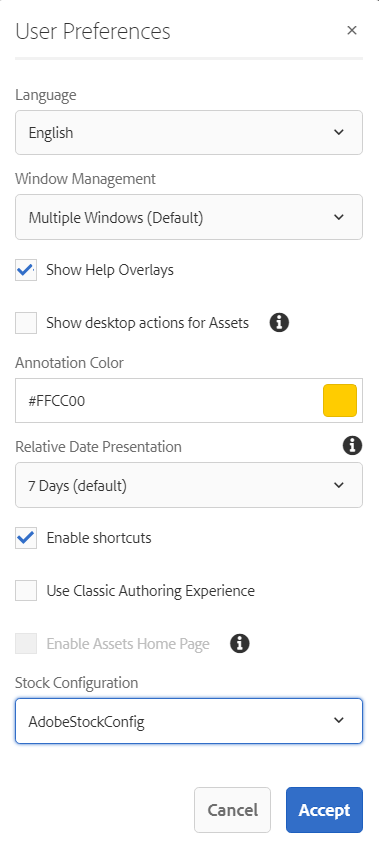 User Preferences
Language
English
Window Management
Multiple Windows (Default)
Show Help Overlays
Show desktop actions for Assets
Annotation Color
#FFCC00
Relative Date Presentation
7 Days (default)
Enable shortcuts
Use Classic Authoring Experience
Enable Assets Home Page
Stock Configuration
AdobeStockConfig
Cancel Accept